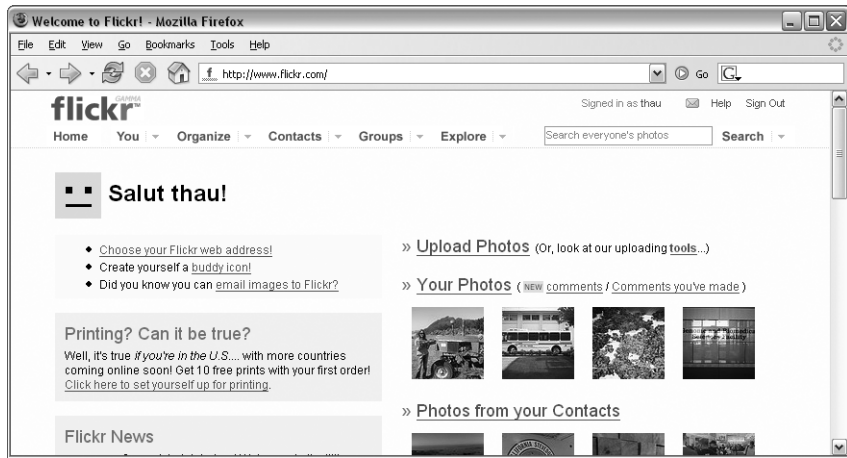 Welcome to Flickr! - Mozilla Firefox
File Edit View Go Bookmarks Tools Help
http://www.flickr.com/ Go G
flickr GAMMA
Signed in as thau Help Sign Out
Home You Organize Contacts Groups Explore Search everyone's photos Search
Salut thau!
Choose your Flickr web address!
Create yourself a buddy icon!
Did you know you can email images to Flickr?
Printing? Can it be true?
Well, it's true if you're in the U.S.... with more countries
coming online soon! Get 10 free prints with your first order!
Click here to set yourself up for printing.
Flickr News
» Upload Photos (Or, look at our uploading tools...)
» Your Photos ( NEW comments / Comments you've made )
» Photos from your Contacts